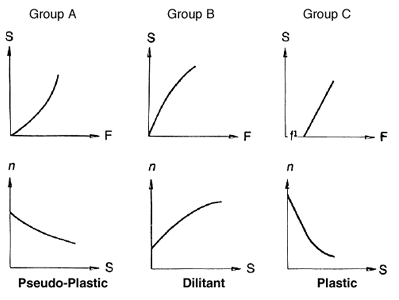 Group A Group B Group C
S S S
F F f¹ F
n n n
S S S
Pseudo-Plastic Dilitant Plastic